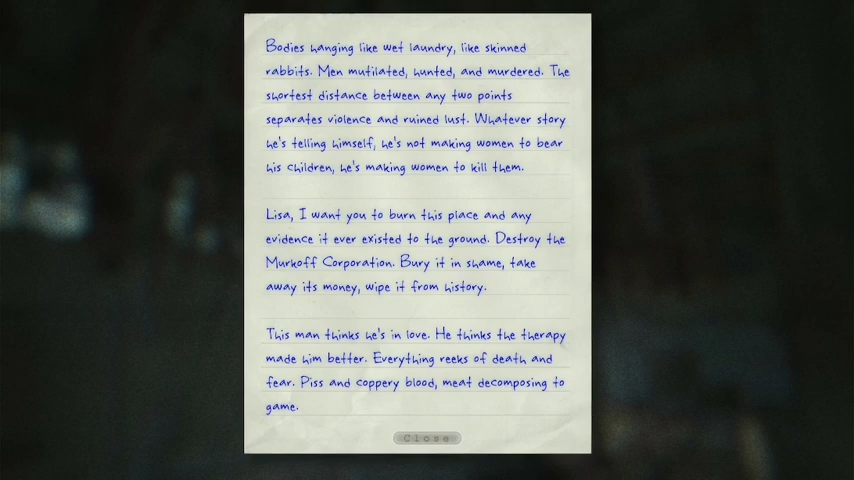 Bodies hanging like wet laundry, like skinned
rabbits. Men mutilated, hunted, and murdered. The
shortest distance between any two points
separates violence and ruined lust. Whatever story
he's telling himself, he's not making women to bear
his children, he's making women to kill them.
Lisa, I want you to burn this place and any
evidence it ever existed to the ground. Destroy the
Murkoff Corporation. Bury it in shame, take
away its money, wipe it from history.
This man thinks he's in love. He thinks the therapy
made him better. Everything reeks of death and
fear. Piss and coppery blood, meat decomposing to
game.
Close